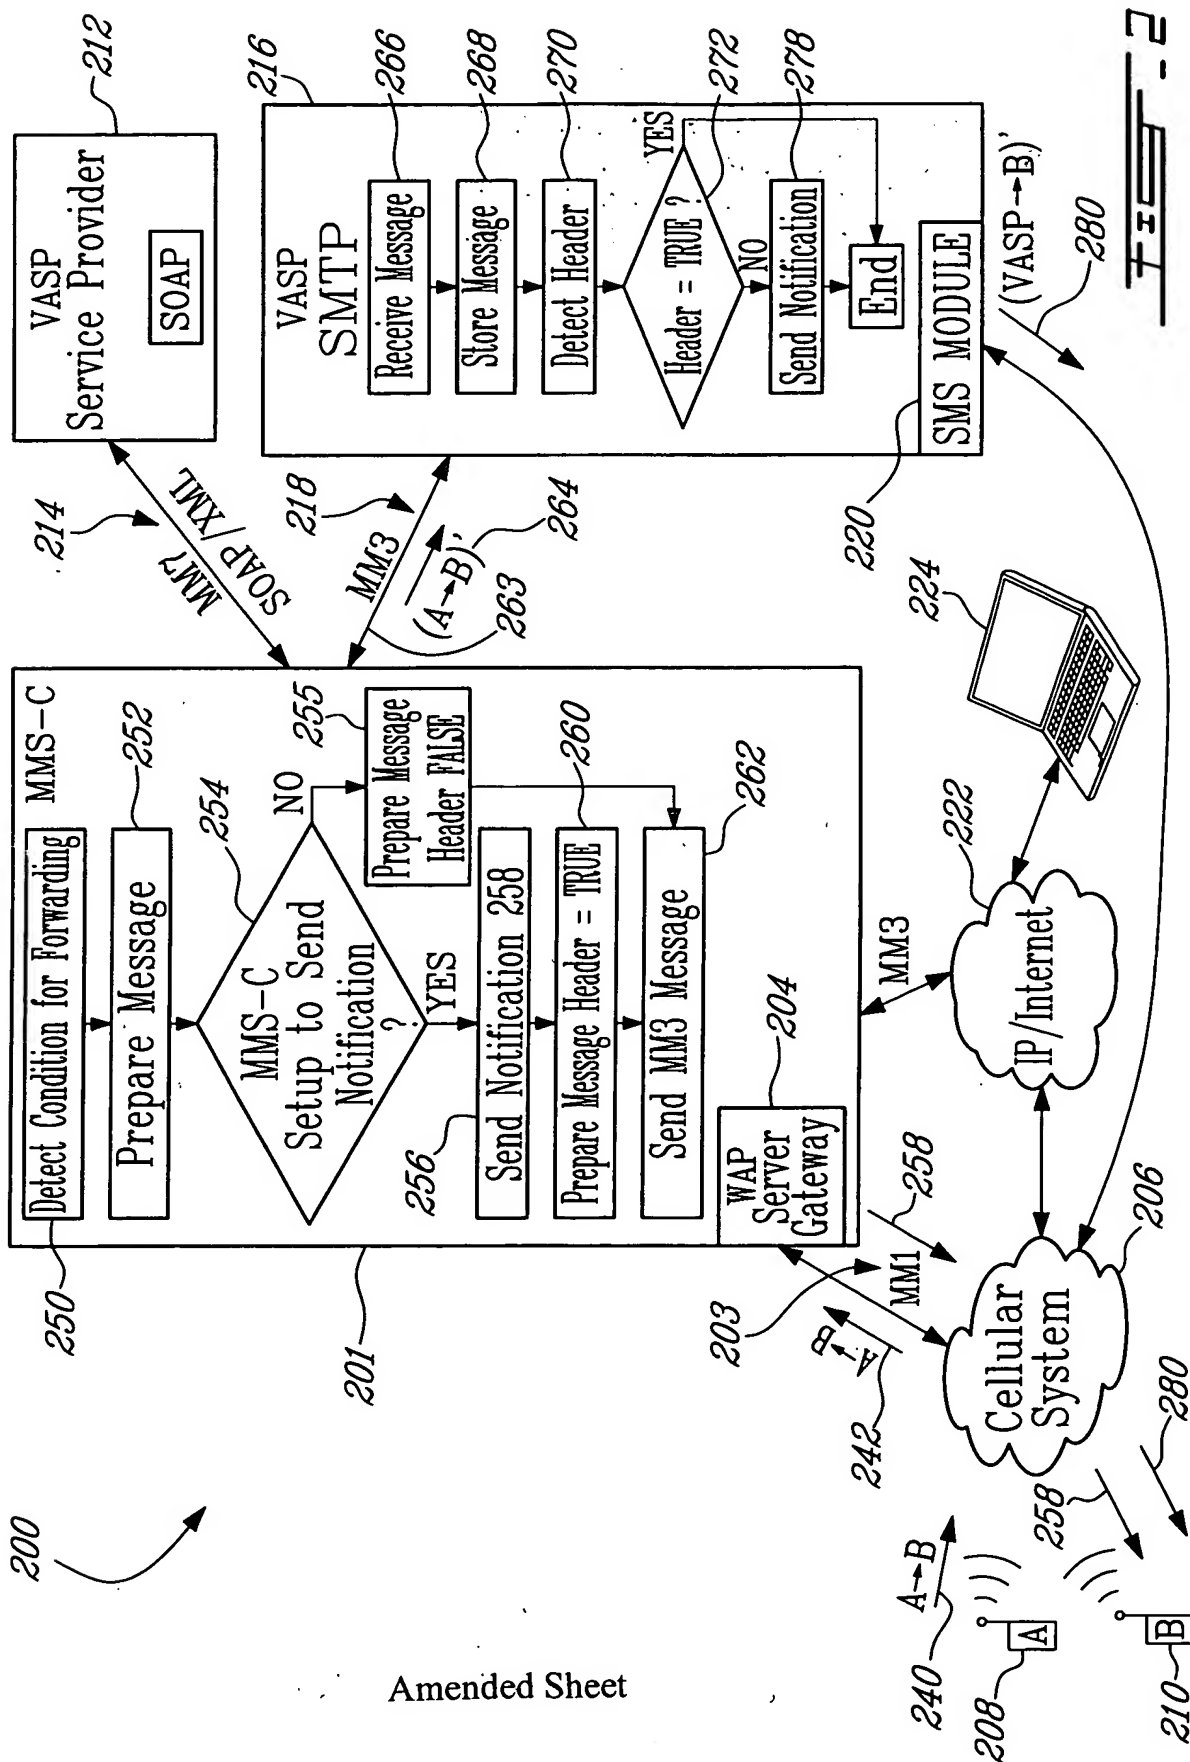 200
201
MMS-C
250
Detect Condition for Forwarding
252
Prepare Message
254
MMS-C
Setup to Send
Notification
?
NO
YES
255
Prepare Message
Header FALSE
256
Send Notification 258
260
Prepare Message Header = TRUE
262
Send MM3 Message
204
WAP
Server
Gateway
214
MM7
SOAP/XML
212
VASP
Service Provider
SOAP
218
MM3
(A→B)'
263
264
216
VASP
SMTP
266
Receive Message
268
Store Message
270
Detect Header
272
Header = TRUE ?
YES
NO
278
Send Notification
End
220
SMS MODULE
(VASP→B)'
280
203
MM1
258
A→B
242
MM3
222
IP/Internet
224
206
Cellular
System
258
280
240
A→B
208
A
210
B
FIG - 2
Amended Sheet